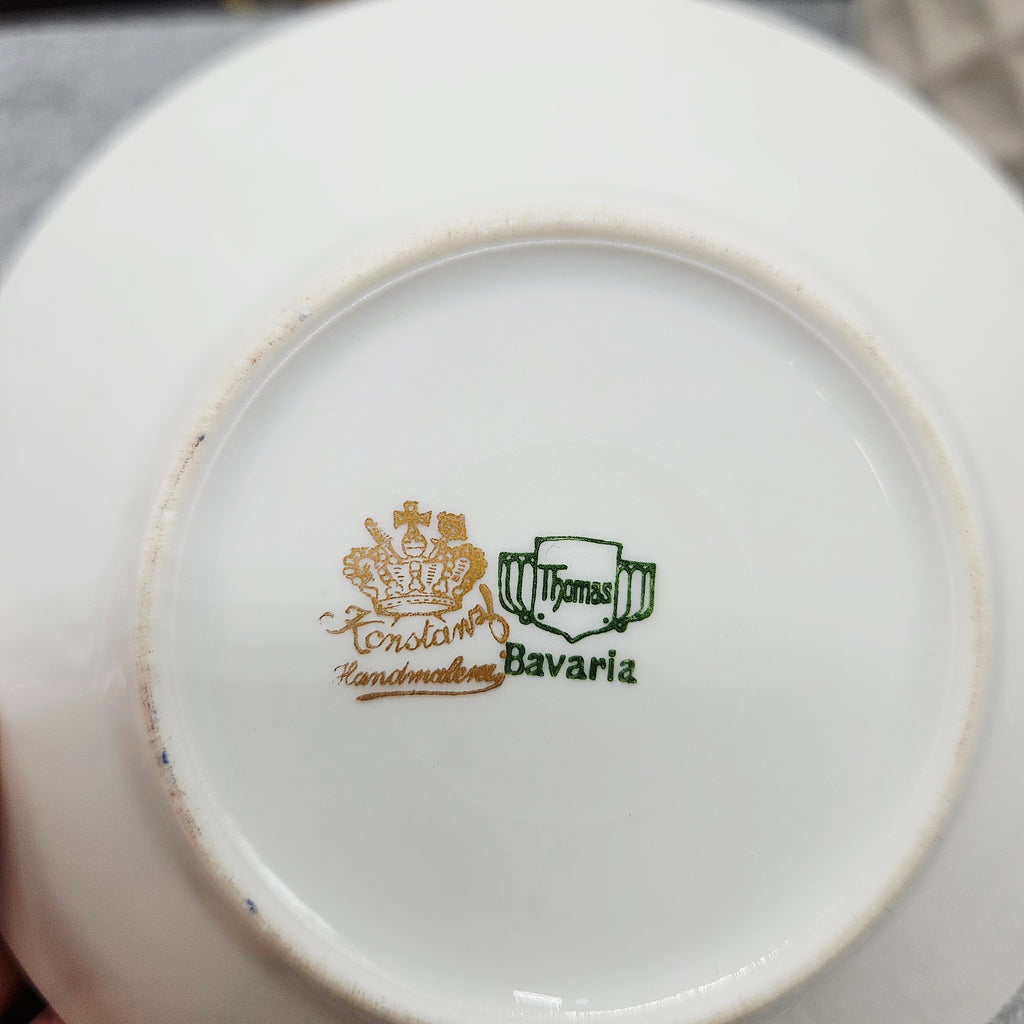 Konstanz
Handmalerei
Thomas
Bavaria